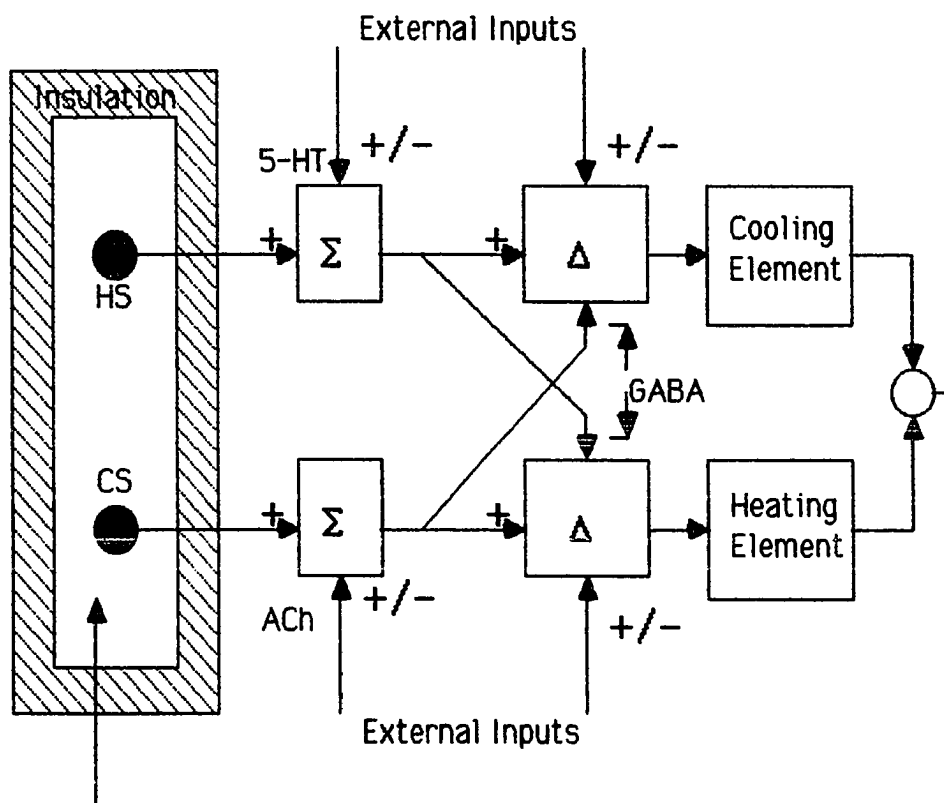 External Inputs
Insulation
5-HT
+/-
+/-
+
Σ
+
Δ
Cooling
Element
HS
GABA
CS
+
Σ
+
Δ
Heating
Element
ACh
+/-
+/-
External Inputs